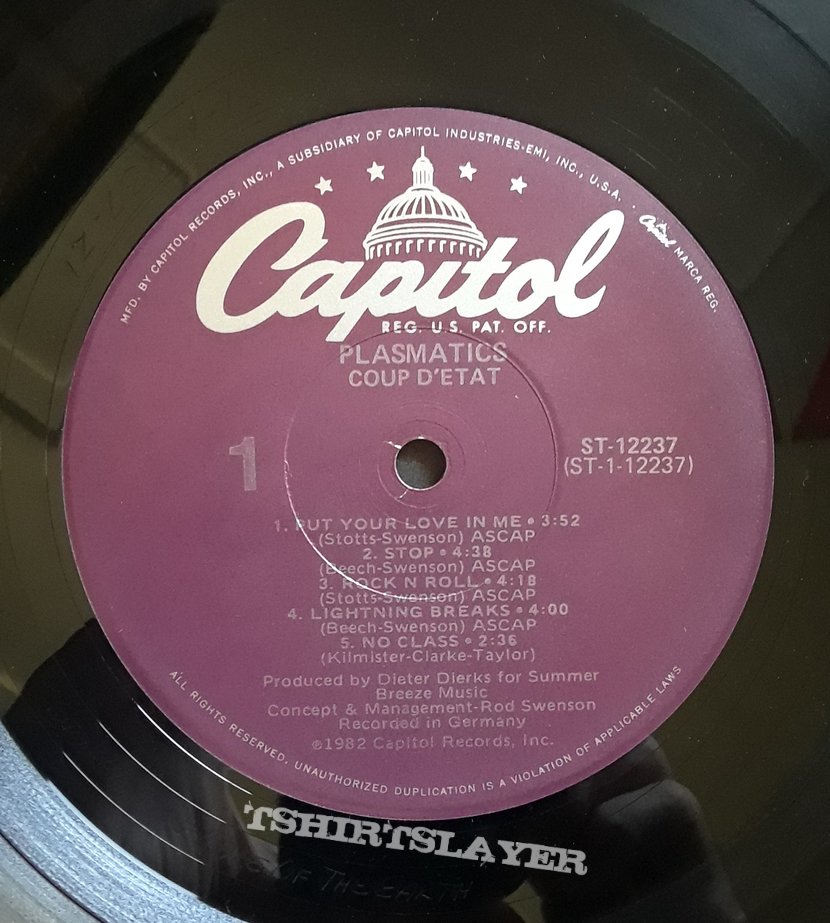 MFD. BY CAPITOL RECORDS, INC., A SUBSIDIARY OF CAPITOL INDUSTRIES-EMI, INC., U.S.A. · Capitol MARCA REG.
Capitol
REG. U.S. PAT. OFF.
PLASMATICS
COUP D'ETAT
1
ST-12237
(ST-1-12237)
1. PUT YOUR LOVE IN ME • 3:52
(Stotts-Swenson) ASCAP
2. STOP • 4:38
(Beech-Swenson) ASCAP
3. ROCK N ROLL • 4:18
(Stotts-Swenson) ASCAP
4. LIGHTNING BREAKS • 4:00
(Beech-Swenson) ASCAP
5. NO CLASS • 2:36
(Kilmister-Clarke-Taylor)
Produced by Dieter Dierks for Summer
Breeze Music
Concept & Management-Rod Swenson
Recorded in Germany
℗1982 Capitol Records, Inc.
ALL RIGHTS RESERVED. UNAUTHORIZED DUPLICATION IS A VIOLATION OF APPLICABLE LAWS
TSHIRTSLAYER
OF THE EARTH